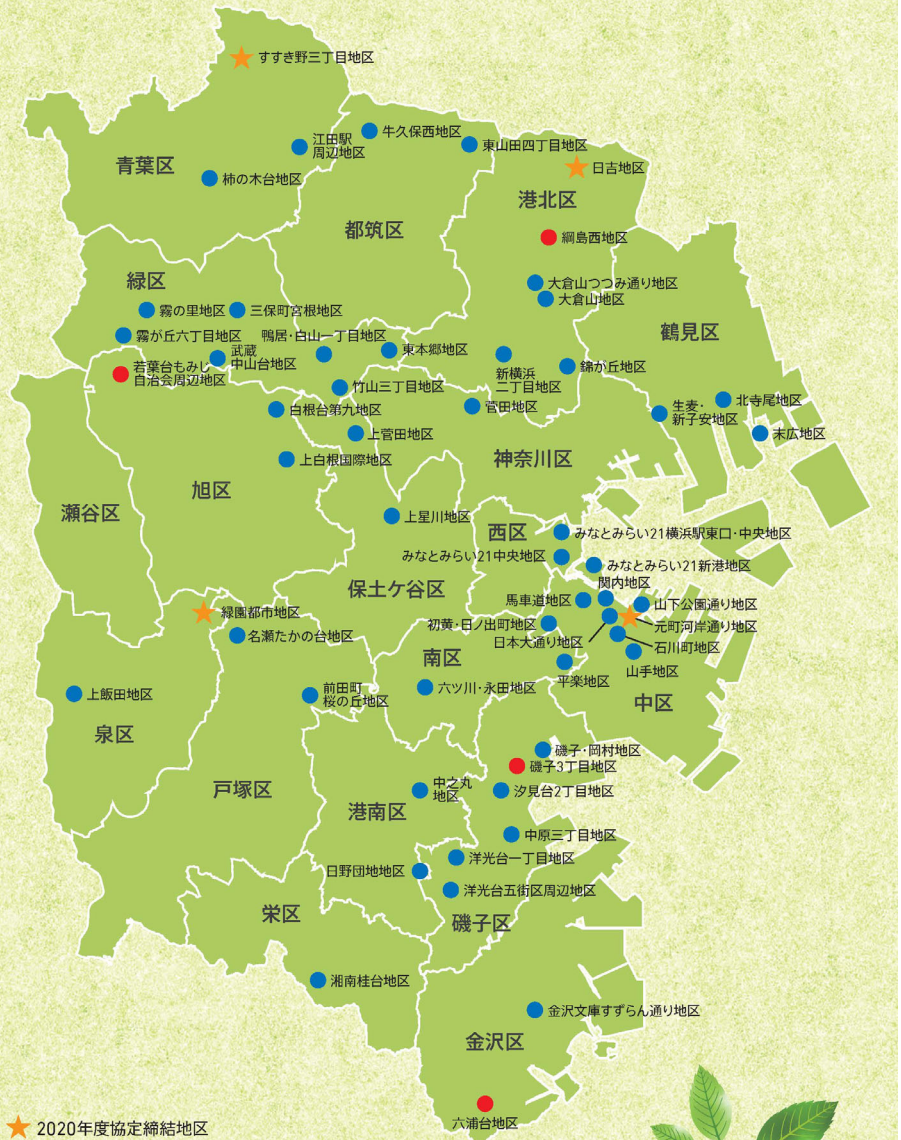 すすき野三丁目地区
牛久保西地区
江田駅
周辺地区
東山田四丁目地区
青葉区
日吉地区
柿の木台地区
港北区
都筑区
綱島西地区
緑区
大倉山つつみ通り地区
大倉山地区
霧の里地区
三保町宮根地区
鶴見区
霧が丘六丁目地区
鴨居・白山一丁目地区
武蔵
中山台地区
東本郷地区
若葉台もみじ
自治会周辺地区
新横浜
二丁目地区
錦が丘地区
竹山三丁目地区
白根台第九地区
菅田地区
生麦・
新子安地区
北寺尾地区
上菅田地区
末広地区
上白根国際地区
神奈川区
旭区
瀬谷区
上星川地区
西区
みなとみらい21横浜駅東口・中央地区
みなとみらい21中央地区
みなとみらい21新港地区
保土ケ谷区
関内地区
馬車道地区
山下公園通り地区
緑園都市地区
初黄・日ノ出町地区
元町河岸通り地区
名瀬たかの台地区
日本大通り地区
石川町地区
南区
山手地区
平楽地区
六ツ川・永田地区
上飯田地区
前田町
桜の丘地区
中区
泉区
磯子・岡村地区
磯子3丁目地区
戸塚区
中之丸
地区
汐見台2丁目地区
港南区
中原三丁目地区
洋光台一丁目地区
日野団地地区
洋光台五街区周辺地区
栄区
磯子区
湘南桂台地区
金沢文庫すずらん通り地区
金沢区
六浦台地区
2020年度協定締結地区